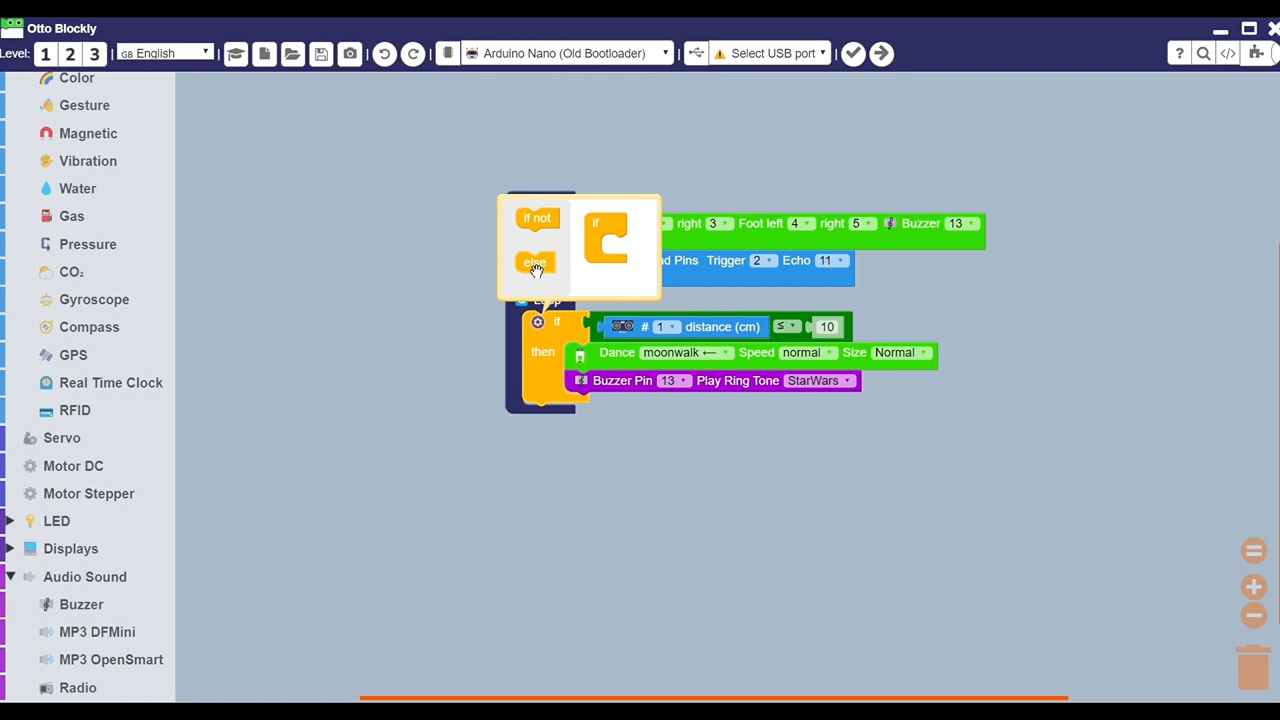 Otto Blockly
Level: 1 2 3 GB English Arduino Nano (Old Bootloader) Select USB port ? </>
Color
Gesture
Magnetic
Vibration
Water
Gas
Pressure
CO₂
Gyroscope
Compass
GPS
Real Time Clock
RFID
Servo
Motor DC
Motor Stepper
LED
Displays
Audio Sound
Buzzer
MP3 DFMini
MP3 OpenSmart
Radio
if not
if
else
right 3 Foot left 4 right 5 Buzzer 13
Pins Trigger 2 Echo 11
if # 1 distance (cm) ≤ 10
then Dance moonwalk ← Speed normal Size Normal
Buzzer Pin 13 Play Ring Tone StarWars